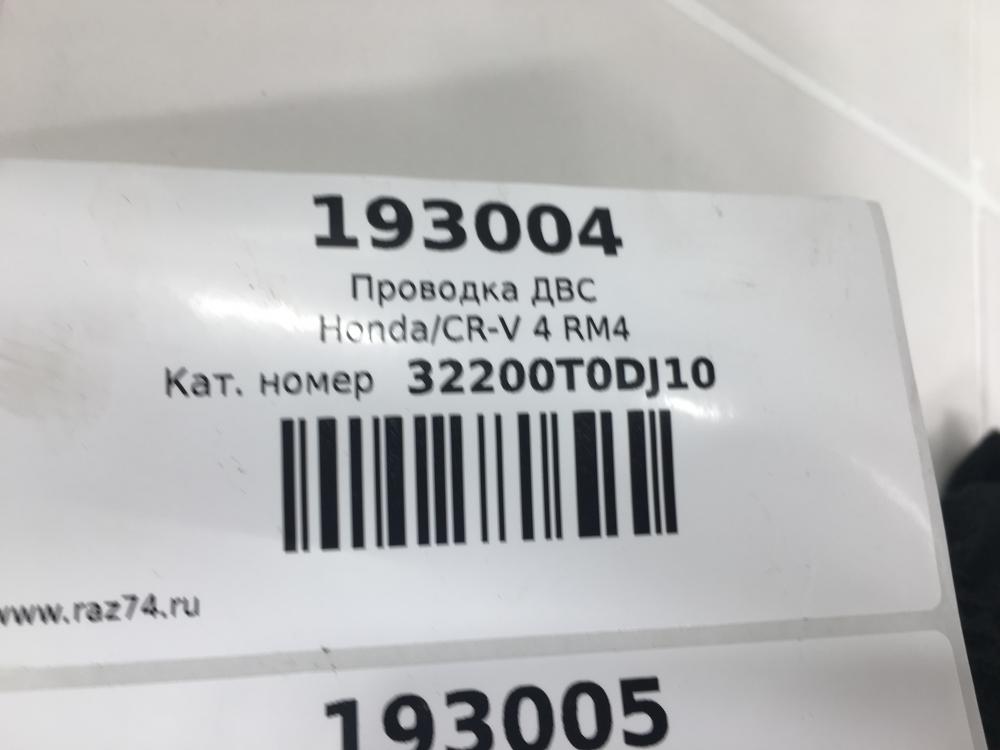 193004
Проводка ДВС
Honda/CR-V 4 RM4
Кат. номер 32200T0DJ10
www.raz74.ru
193005